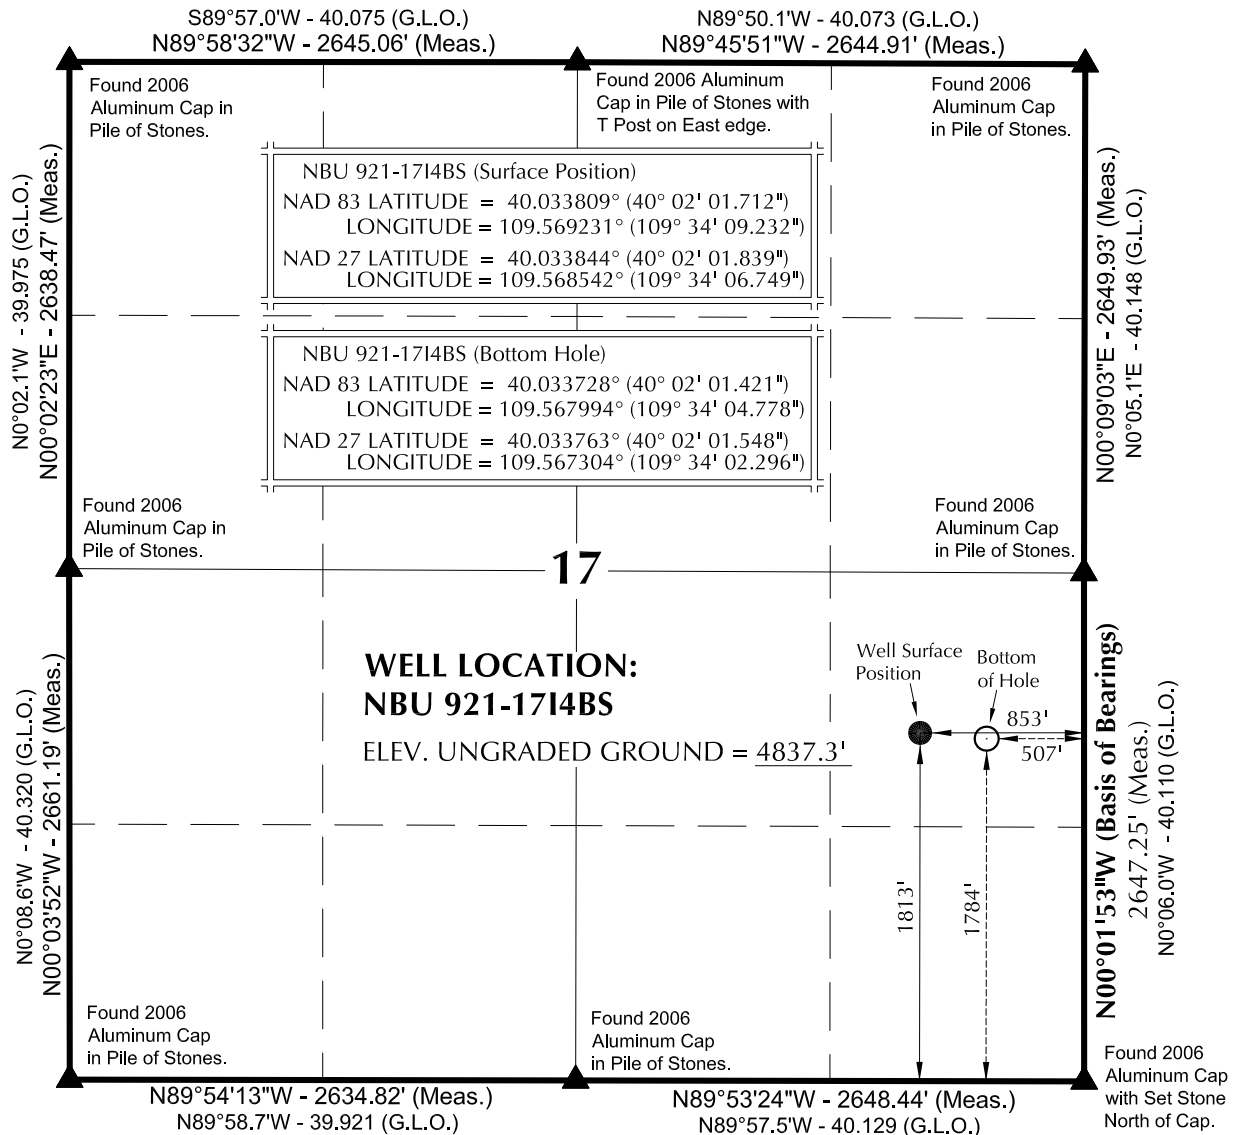 S89°57.0'W - 40.075 (G.L.O.)
N89°58'32"W - 2645.06' (Meas.)
N89°50.1'W - 40.073 (G.L.O.)
N89°45'51"W - 2644.91' (Meas.)
Found 2006
Aluminum Cap in
Pile of Stones.
Found 2006 Aluminum
Cap in Pile of Stones with
T Post on East edge.
Found 2006
Aluminum Cap
in Pile of Stones.
NBU 921-17I4BS (Surface Position)
NAD 83 LATITUDE = 40.033809° (40° 02' 01.712")
LONGITUDE = 109.569231° (109° 34' 09.232")
NAD 27 LATITUDE = 40.033844° (40° 02' 01.839")
LONGITUDE = 109.568542° (109° 34' 06.749")
NBU 921-17I4BS (Bottom Hole)
NAD 83 LATITUDE = 40.033728° (40° 02' 01.421")
LONGITUDE = 109.567994° (109° 34' 04.778")
NAD 27 LATITUDE = 40.033763° (40° 02' 01.548")
LONGITUDE = 109.567304° (109° 34' 02.296")
N0°02.1'W - 39.975 (G.L.O.)
N00°02'23"E - 2638.47' (Meas.)
N00°09'03"E - 2649.93' (Meas.)
N0°05.1'E - 40.148 (G.L.O.)
Found 2006
Aluminum Cap in
Pile of Stones.
Found 2006
Aluminum Cap
in Pile of Stones.
17
WELL LOCATION:
NBU 921-17I4BS
ELEV. UNGRADED GROUND = 4837.3'
Well Surface
Position
Bottom
of Hole
853'
507'
1813'
1784'
N0°08.6'W - 40.320 (G.L.O.)
N00°03'52"W - 2661.19' (Meas.)
N00°01'53"W (Basis of Bearings)
2647.25' (Meas.)
N0°06.0'W - 40.110 (G.L.O.)
Found 2006
Aluminum Cap
in Pile of Stones.
Found 2006
Aluminum Cap
in Pile of Stones.
Found 2006
Aluminum Cap
with Set Stone
North of Cap.
N89°54'13"W - 2634.82' (Meas.)
N89°58.7'W - 39.921 (G.L.O.)
N89°53'24"W - 2648.44' (Meas.)
N89°57.5'W - 40.129 (G.L.O.)